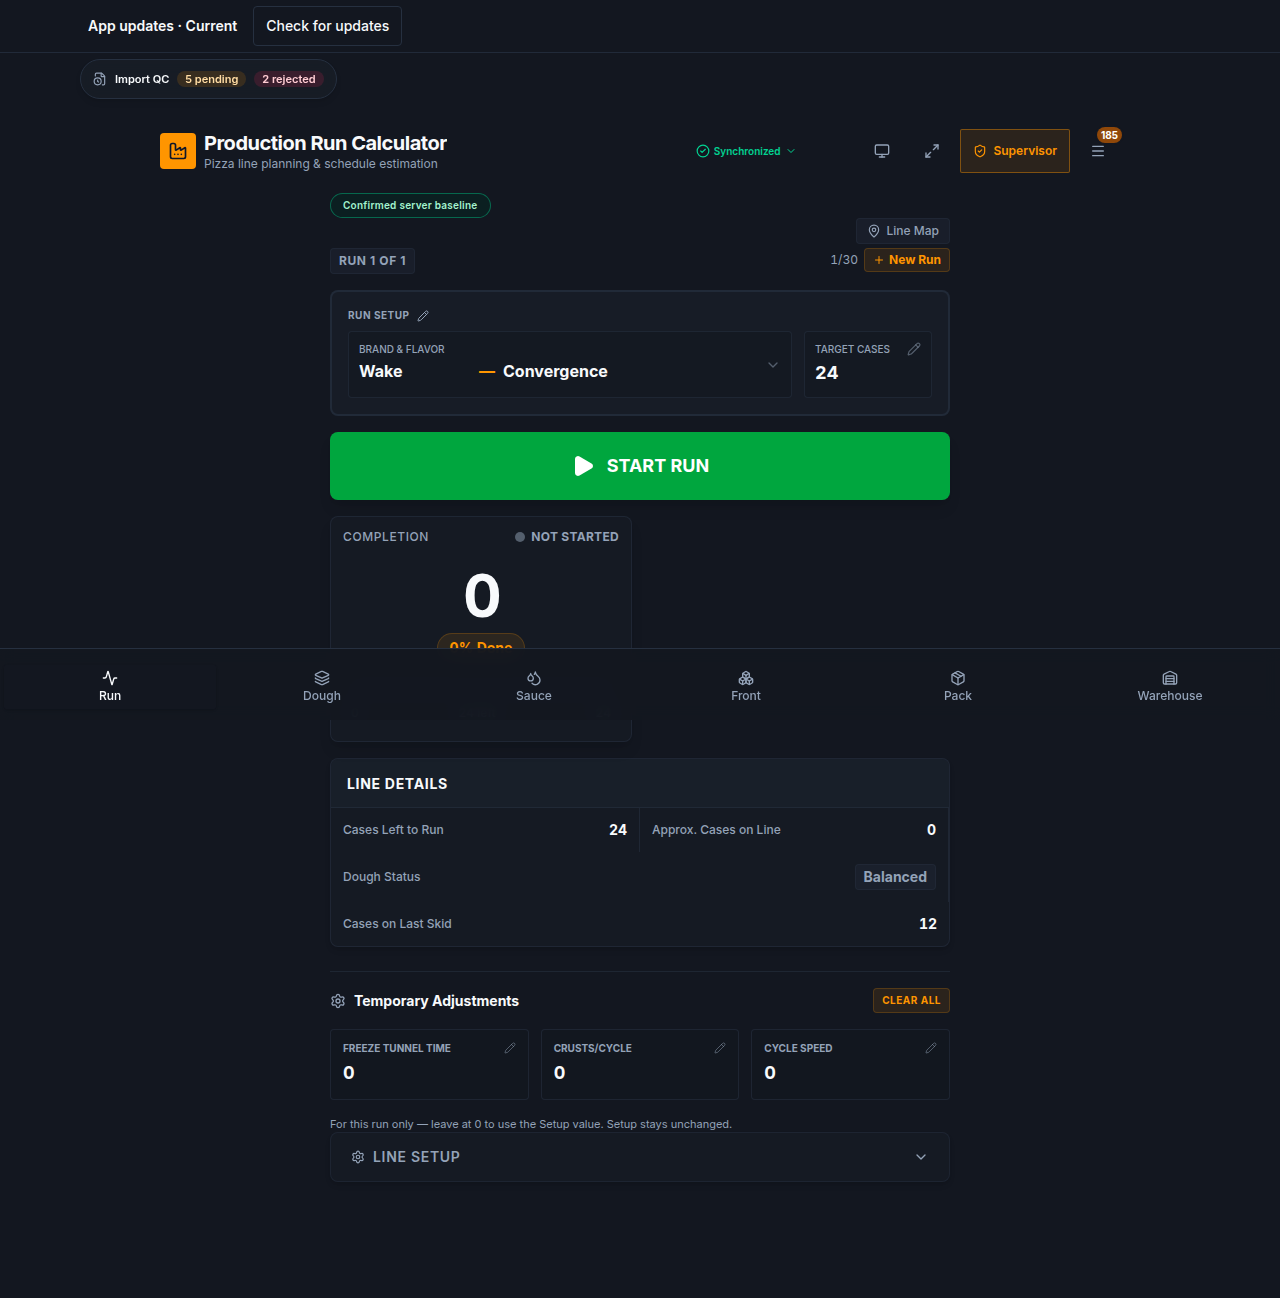 App updates · Current
Check for updates
Import QC
5 pending
2 rejected
Production Run Calculator
Pizza line planning & schedule estimation
Synchronized
Supervisor
185
Confirmed server baseline
Line Map
RUN 1 OF 1
1/30
+ New Run
RUN SETUP
BRAND & FLAVOR
Wake — Convergence
TARGET CASES
24
START RUN
COMPLETION
NOT STARTED
0
0% Done
Run
Dough
Sauce
Front
Pack
Warehouse
LINE DETAILS
Cases Left to Run
24
Approx. Cases on Line
0
Dough Status
Balanced
Cases on Last Skid
12
Temporary Adjustments
CLEAR ALL
FREEZE TUNNEL TIME
0
CRUSTS/CYCLE
0
CYCLE SPEED
0
For this run only — leave at 0 to use the Setup value. Setup stays unchanged.
LINE SETUP